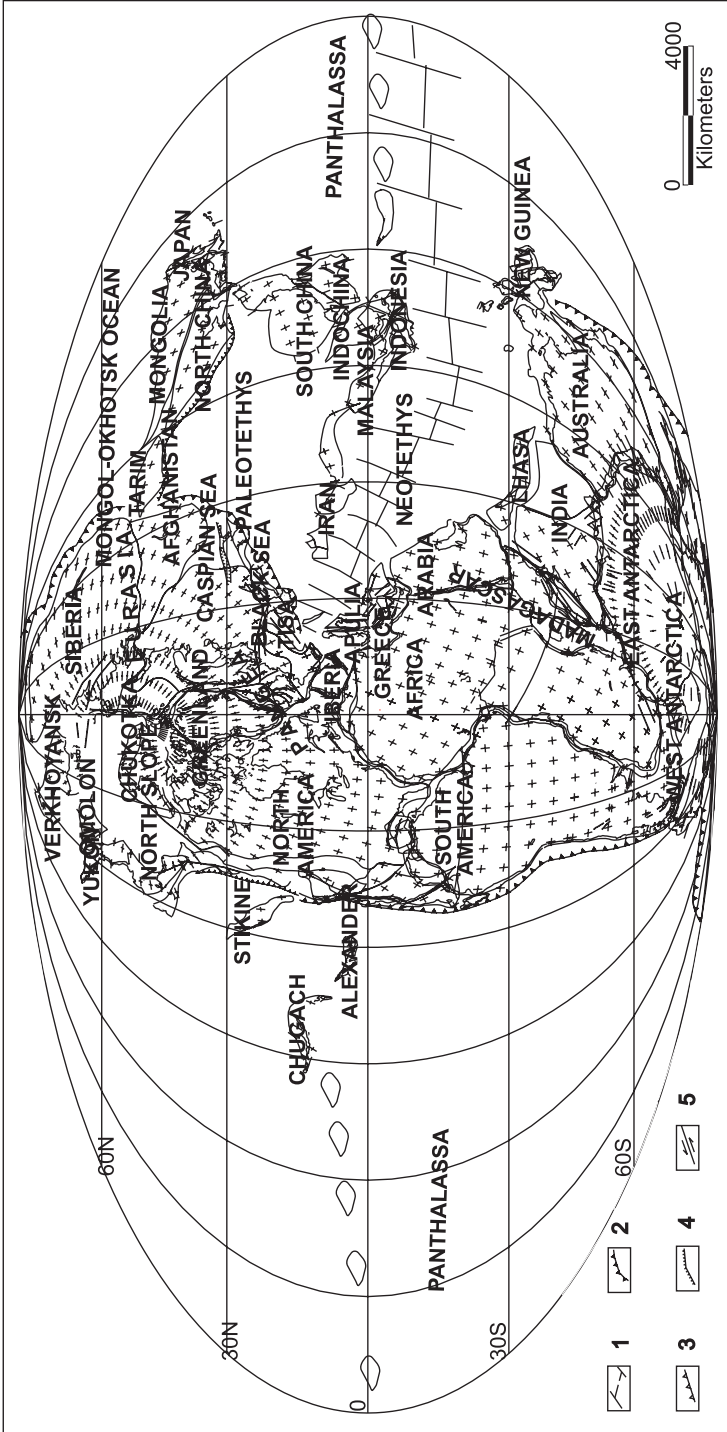 VERKHOYANSK
OMOLON
YUKON
CHUKOTKA
NORTH SLOPE
SIBERIA
MONGOL-OKHOTSK OCEAN
EURASIA
TARIM
AFGHANISTAN
MONGOLIA
NORTH CHINA
JAPAN
GREENLAND
CASPIAN SEA
PALEOTETHYS
BLACK SEA
TISA
STIKINE
NORTH
AMERICA
IBERIA
APULIA
GREECE
IRAN
SOUTH CHINA
INDOCHINA
MALAYSIA
INDONESIA
PANTHALASSA
CHUGACH
ALEXANDER
AFRICA
ARABIA
NEOTETHYS
SOUTH
AMERICA
MADAGASCAR
LHASA
INDIA
AUSTRALIA
NEW GUINEA
EAST ANTARCTICA
WEST ANTARCTICA
PANTHALASSA
60N
30N
0
30S
60S
1
2
3
4
5
0 4000
Kilometers